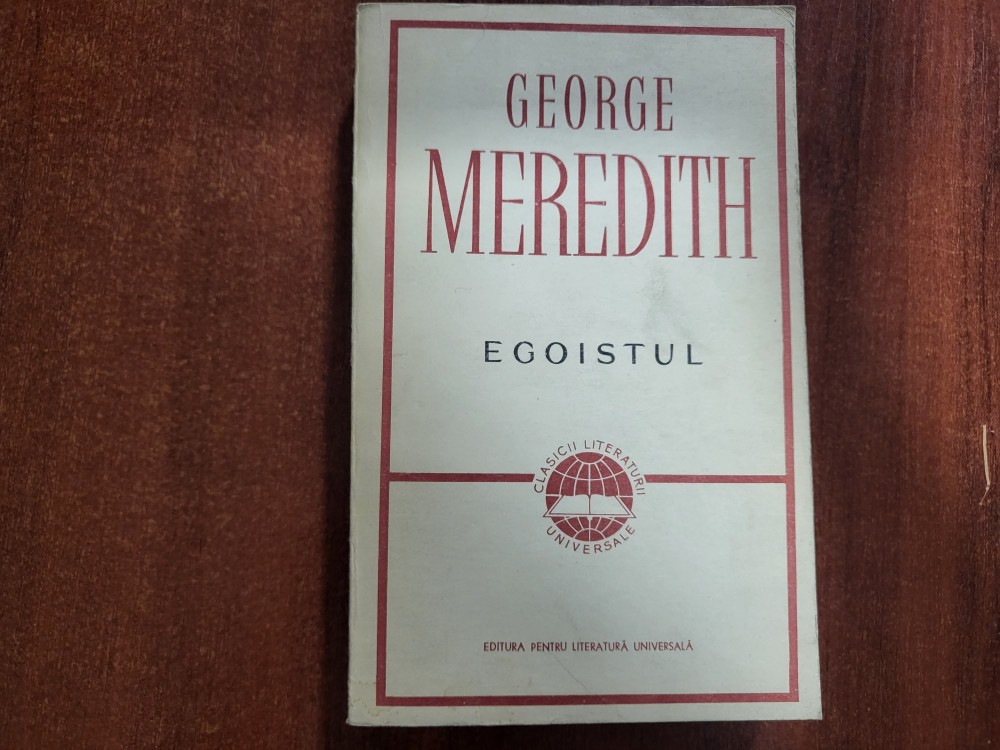 GEORGE
MEREDITH
EGOISTUL
CLASICII LITERATURII
UNIVERSALE
EDITURA PENTRU LITERATURĂ UNIVERSALĂ